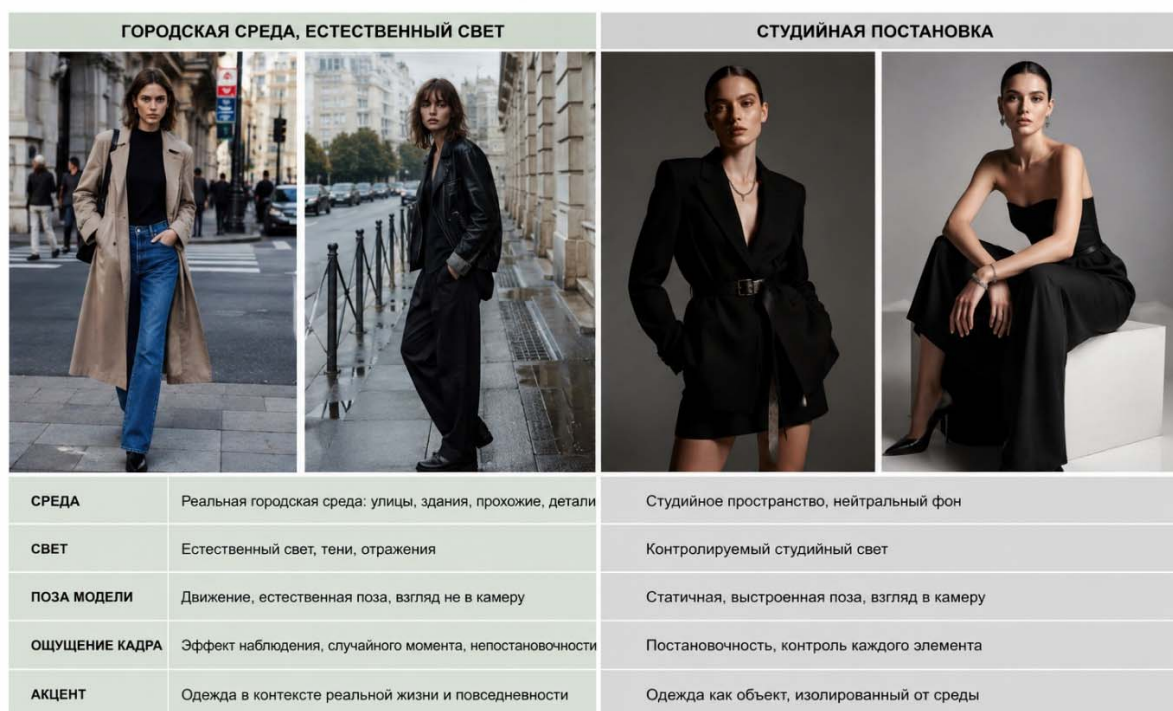 ГОРОДСКАЯ СРЕДА, ЕСТЕСТВЕННЫЙ СВЕТ
СТУДИЙНАЯ ПОСТАНОВКА
СРЕДА
Реальная городская среда: улицы, здания, прохожие, детали
Студийное пространство, нейтральный фон
СВЕТ
Естественный свет, тени, отражения
Контролируемый студийный свет
ПОЗА МОДЕЛИ
Движение, естественная поза, взгляд не в камеру
Статичная, выстроенная поза, взгляд в камеру
ОЩУЩЕНИЕ КАДРА
Эффект наблюдения, случайного момента, непостановочности
Постановочность, контроль каждого элемента
АКЦЕНТ
Одежда в контексте реальной жизни и повседневности
Одежда как объект, изолированный от среды